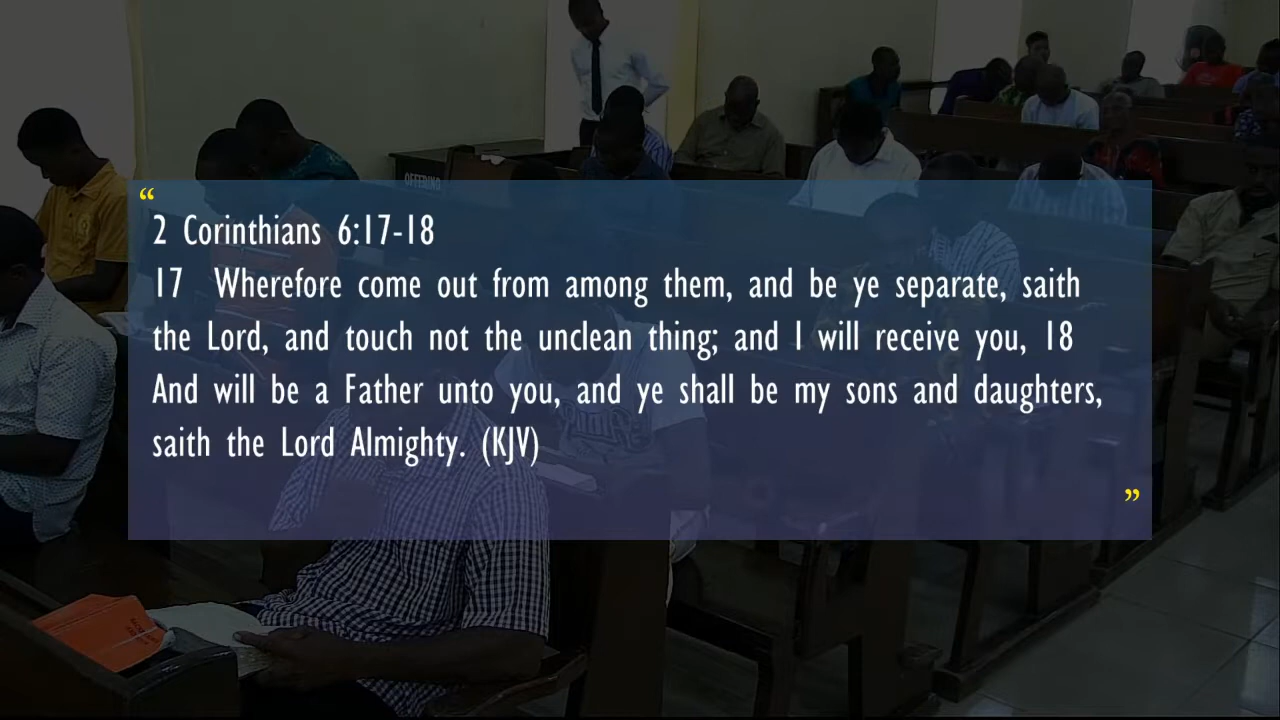 OFFERING
“
2 Corinthians 6:17-18
17 Wherefore come out from among them, and be ye separate, saith
the Lord, and touch not the unclean thing; and I will receive you, 18
And will be a Father unto you, and ye shall be my sons and daughters,
saith the Lord Almighty. (KJV)
”